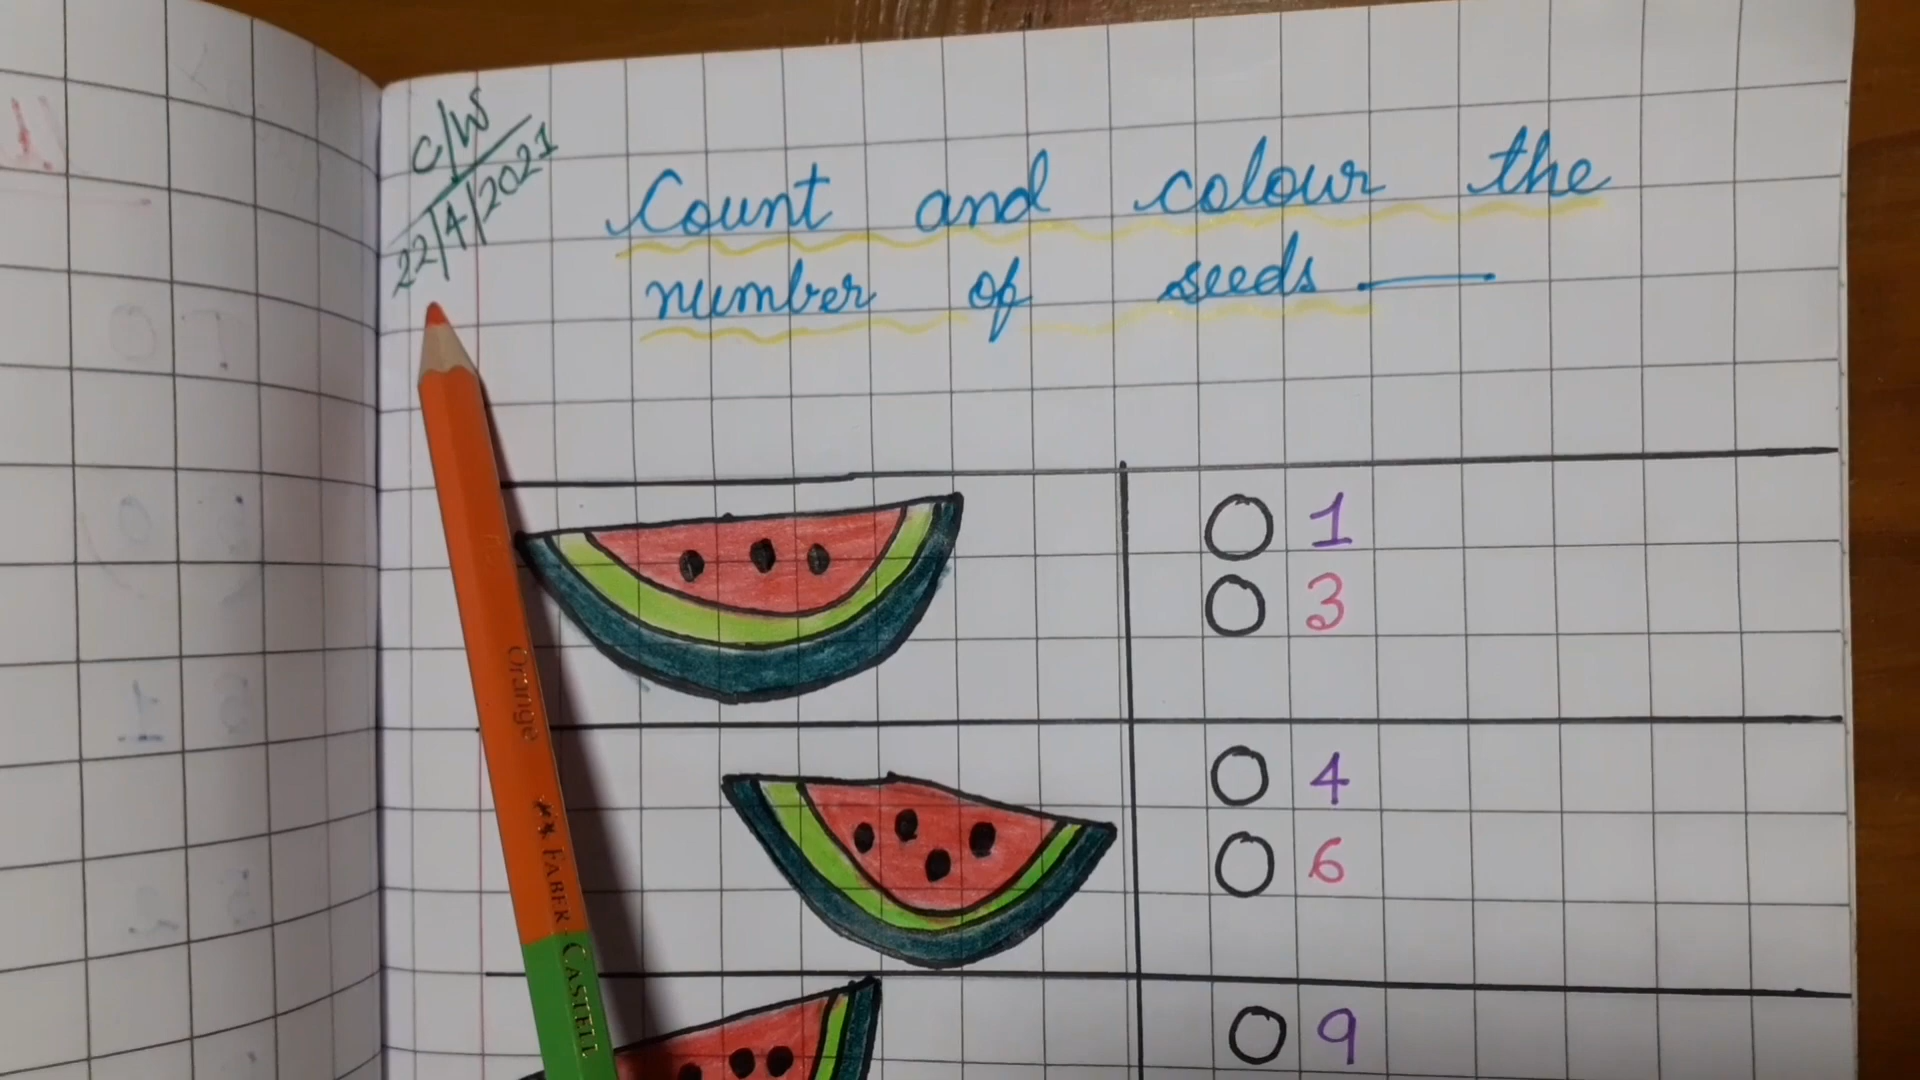 C/W
22/4/2021
Count and colour the
number of seeds
1
3
4
6
9
Orange
FABER-CASTELL